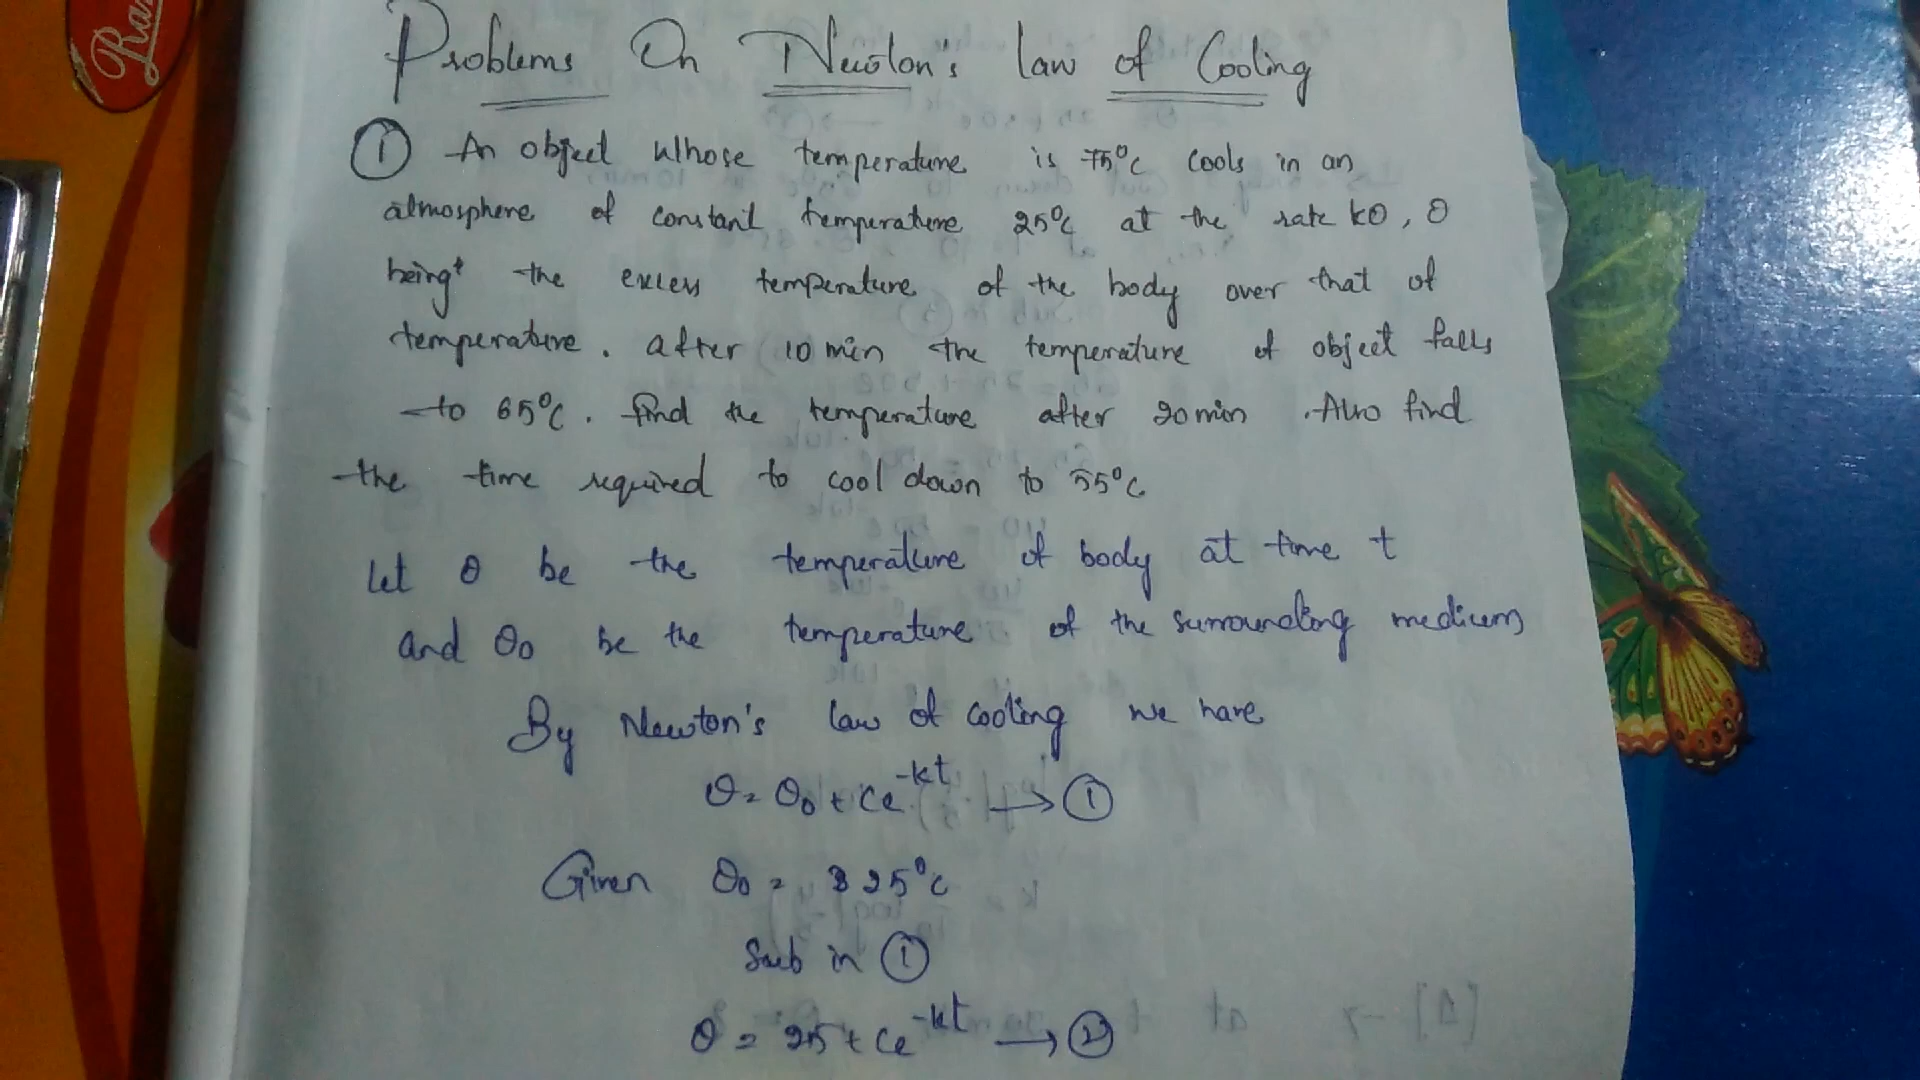 Ra
Problems On Newton's law of Cooling
① An object whose temperature is 75°C cools in an
atmosphere of constant temperature 25°C at the rate kθ, θ
being the excess temperature of the body over that of
temperature. after 10 min the temperature of object falls
to 65°C. find the temperature after 20min. Also find
the time required to cool down to 55°C
Let θ be the temperature of body at time t
and θ₀ be the temperature of the surrounding medium
By Newton's law of cooling we have
θ = θ₀ + ce^-kt → ①
Given θ₀ = 25°C
Sub in ①
θ = 25 + ce^-kt → ②